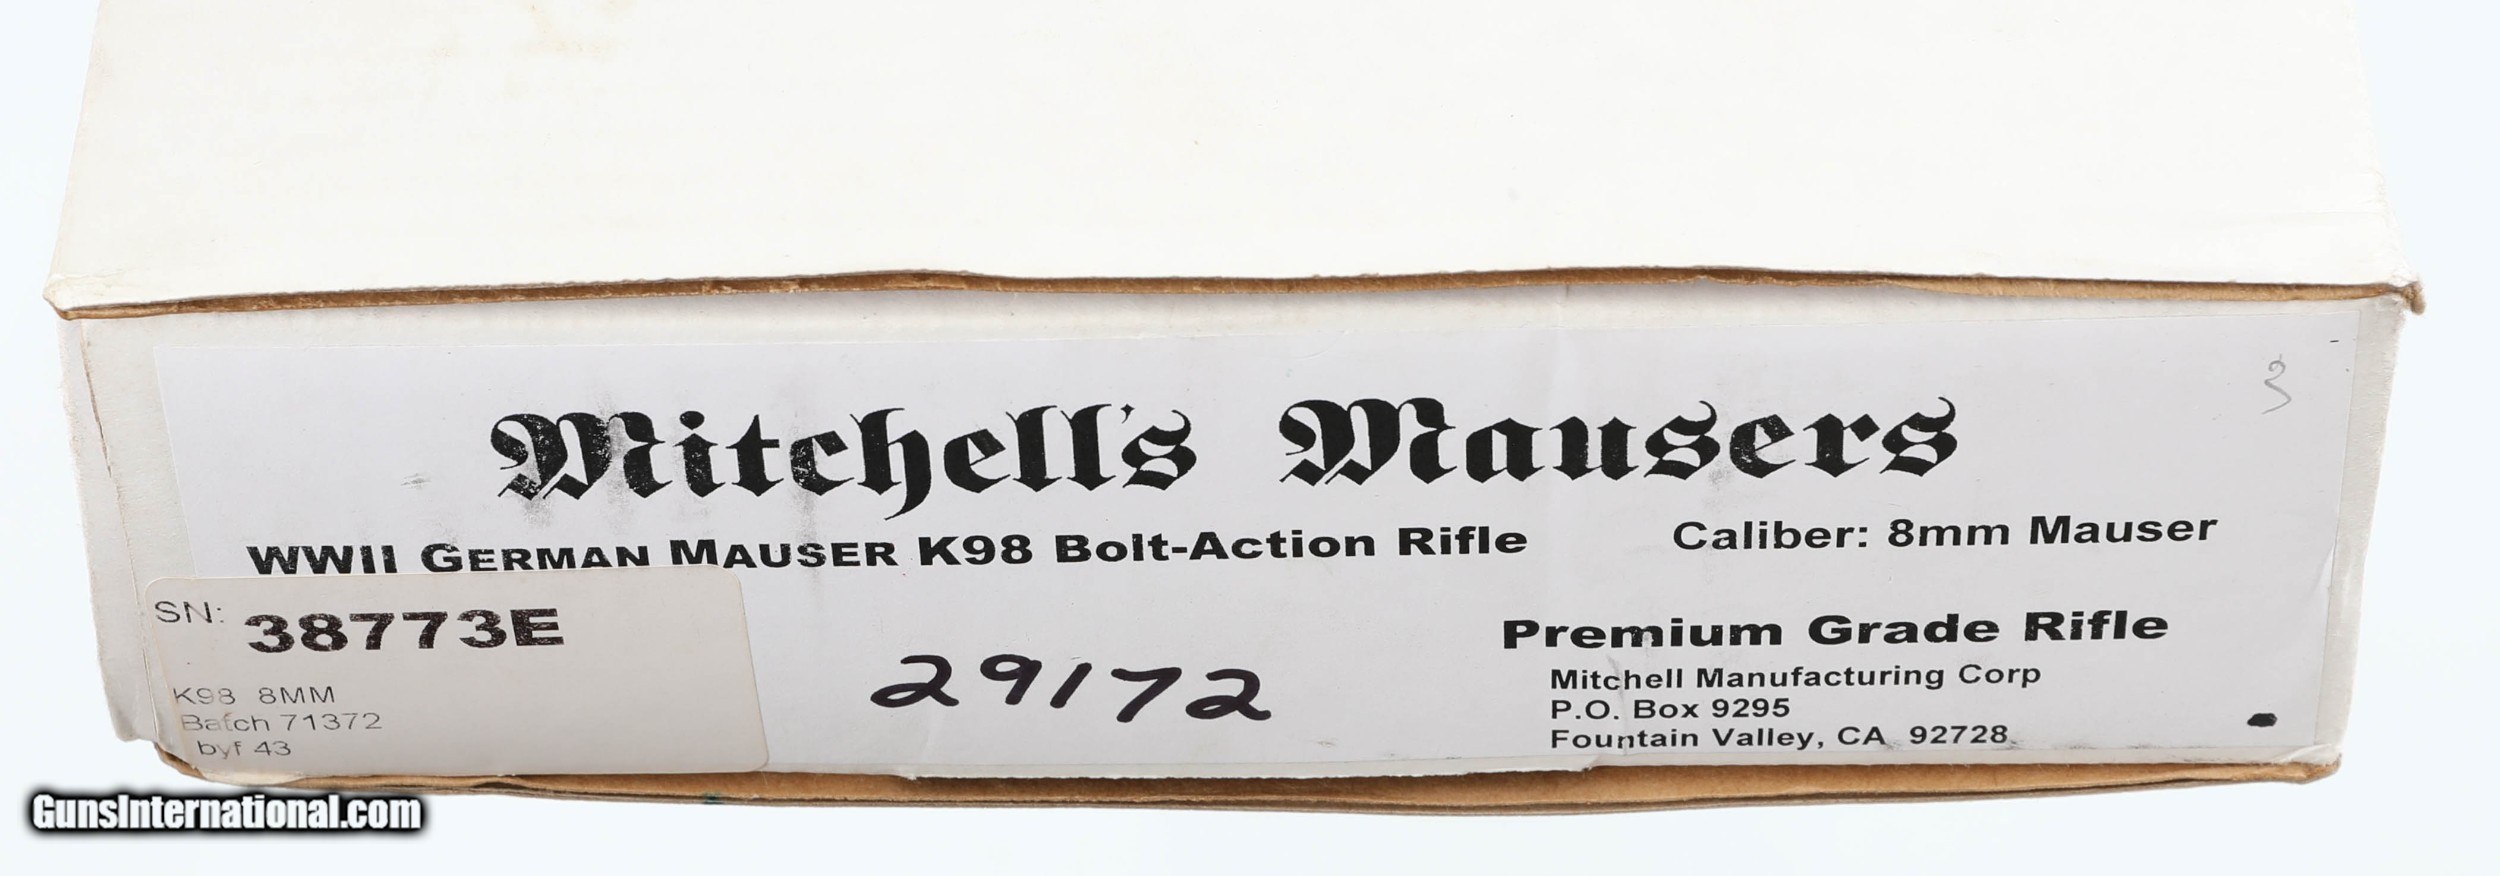 3
Mitchell's Mausers
WWII GERMAN MAUSER K98 Bolt-Action Rifle
Caliber: 8mm Mauser
SN: 38773E
K98 8MM
Batch 71372
byf 43
29172
Premium Grade Rifle
Mitchell Manufacturing Corp
P.O. Box 9295
Fountain Valley, CA 92728
GunsInternational.com